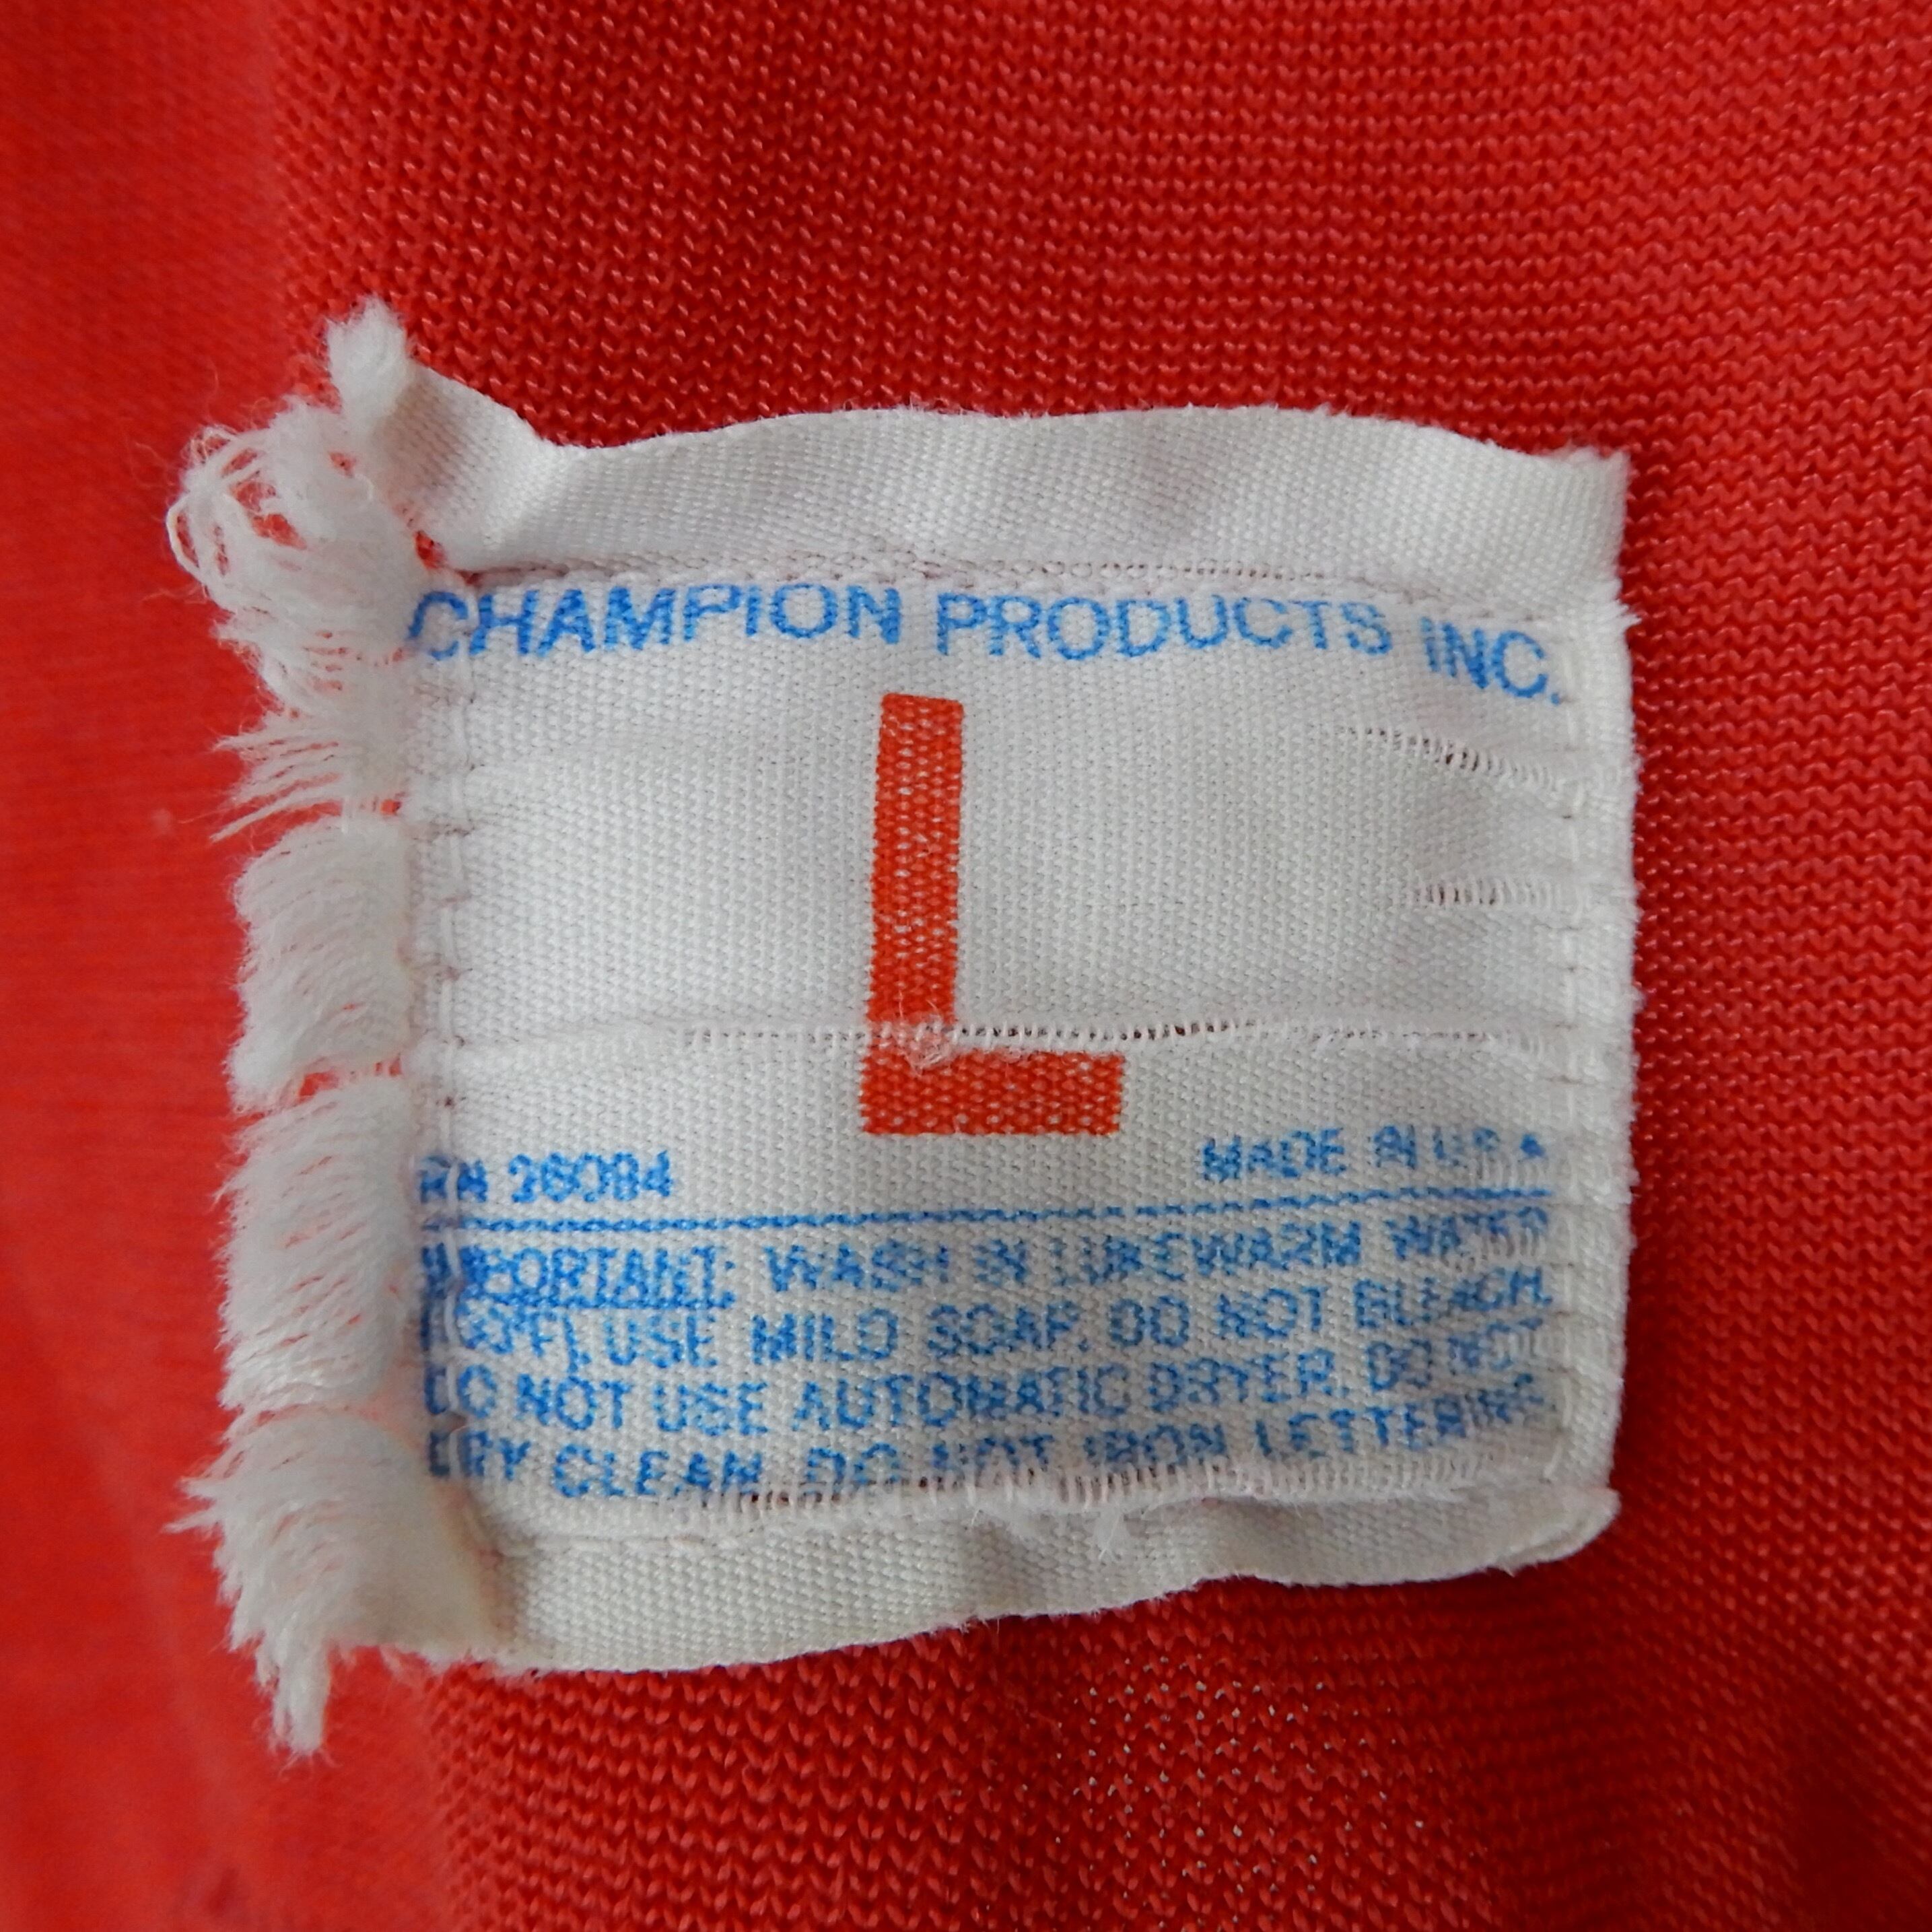 CHAMPION PRODUCTS INC.
L
RN 26094 MADE IN U.S.A.
IMPORTANT: WASH IN LUKEWARM WATER
(100°F). USE MILD SOAP. DO NOT BLEACH.
DO NOT USE AUTOMATIC DRYER. DO NOT
DRY CLEAN. DO NOT IRON LETTERING